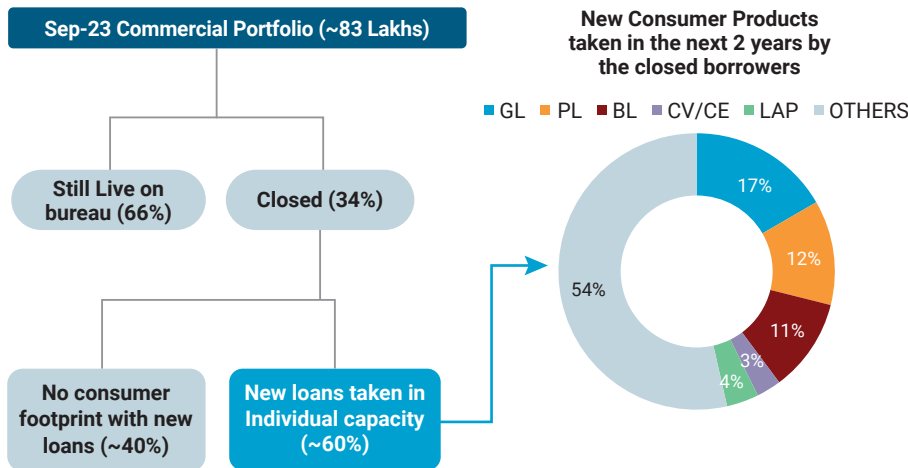 Sep-23 Commercial Portfolio (~83 Lakhs)
Still Live on
bureau (66%)
Closed (34%)
No consumer
footprint with new
loans (~40%)
New loans taken in
Individual capacity
(~60%)
New Consumer Products
taken in the next 2 years by
the closed borrowers
GL PL BL CV/CE LAP OTHERS
17%
12%
11%
3%
4%
54%